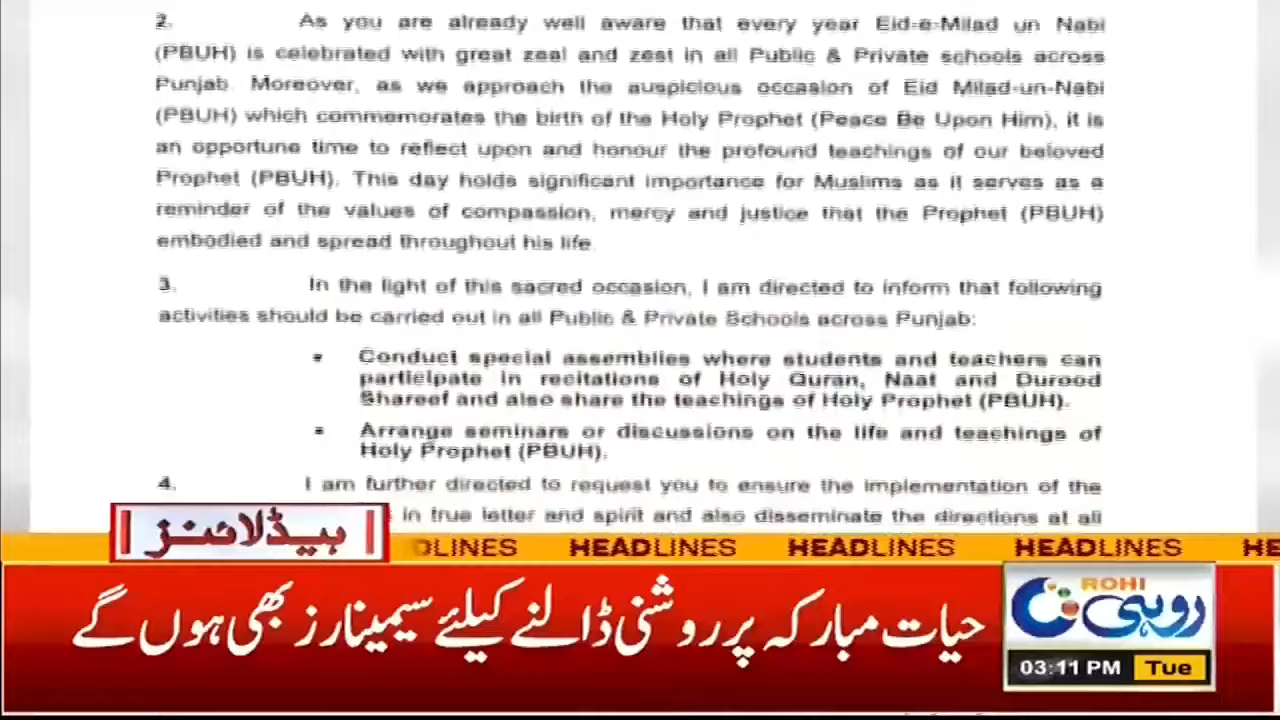 2. As you are already well aware that every year Eid-e-Milad un Nabi
(PBUH) is celebrated with great zeal and zest in all Public & Private schools across
Punjab. Moreover, as we approach the auspicious occasion of Eid Milad-un-Nabi
(PBUH) which commemorates the birth of the Holy Prophet (Peace Be Upon Him), it is
an opportune time to reflect upon and honour the profound teachings of our beloved
Prophet (PBUH). This day holds significant importance for Muslims as it serves as a
reminder of the values of compassion, mercy and justice that the Prophet (PBUH)
embodied and spread throughout his life.
3. In the light of this sacred occasion, I am directed to inform that following
activities should be carried out in all Public & Private Schools across Punjab:
• Conduct special assemblies where students and teachers can
participate in recitations of Holy Quran, Naat and Durood
Shareef and also share the teachings of Holy Prophet (PBUH).
• Arrange seminars or discussions on the life and teachings of
Holy Prophet (PBUH).
4. I am further directed to request you to ensure the implementation of the
in true letter and spirit and also disseminate the directions at all
ہیڈلائنز
DLINES HEADLINES HEADLINES HEADLINES HE
حیات مبارکہ پر روشنی ڈالنے کیلئے سیمینارز بھی ہوں گے
ROHI
روہی
03:11 PM Tue